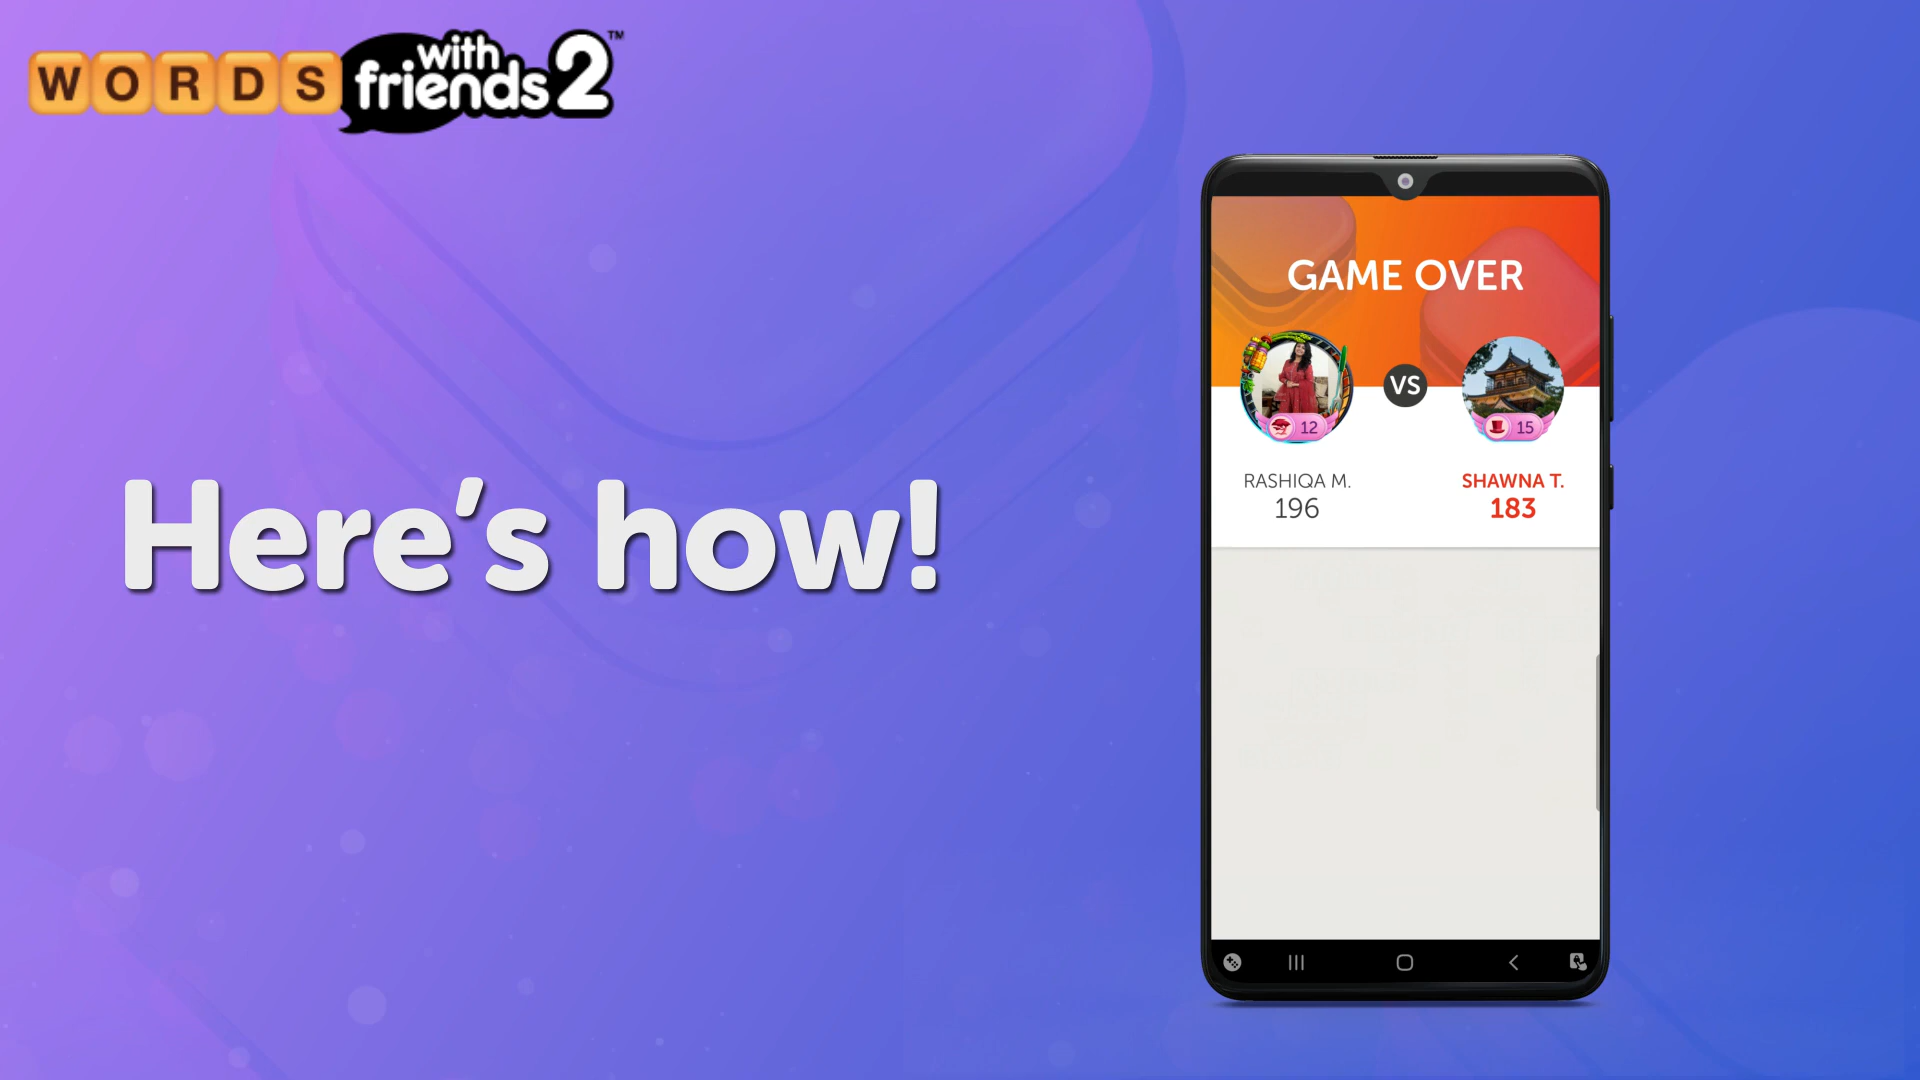 WORDS with friends 2™
Here's how!
GAME OVER
VS
12
15
RASHIQA M.
196
SHAWNA T.
183